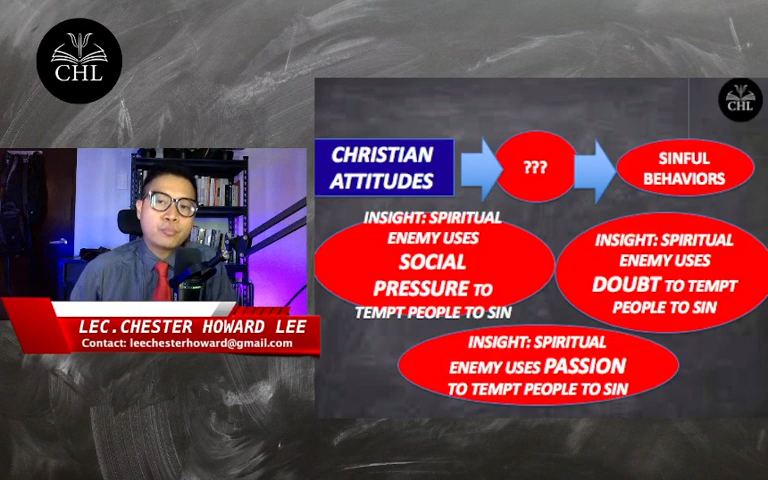 CHL
LEC.CHESTER HOWARD LEE
Contact: leechesterhoward@gmail.com
CHL
CHRISTIAN
ATTITUDES
???
SINFUL
BEHAVIORS
INSIGHT: SPIRITUAL
ENEMY USES
SOCIAL
PRESSURE TO
TEMPT PEOPLE TO SIN
INSIGHT: SPIRITUAL
ENEMY USES
DOUBT TO TEMPT
PEOPLE TO SIN
INSIGHT: SPIRITUAL
ENEMY USES PASSION
TO TEMPT PEOPLE TO SIN